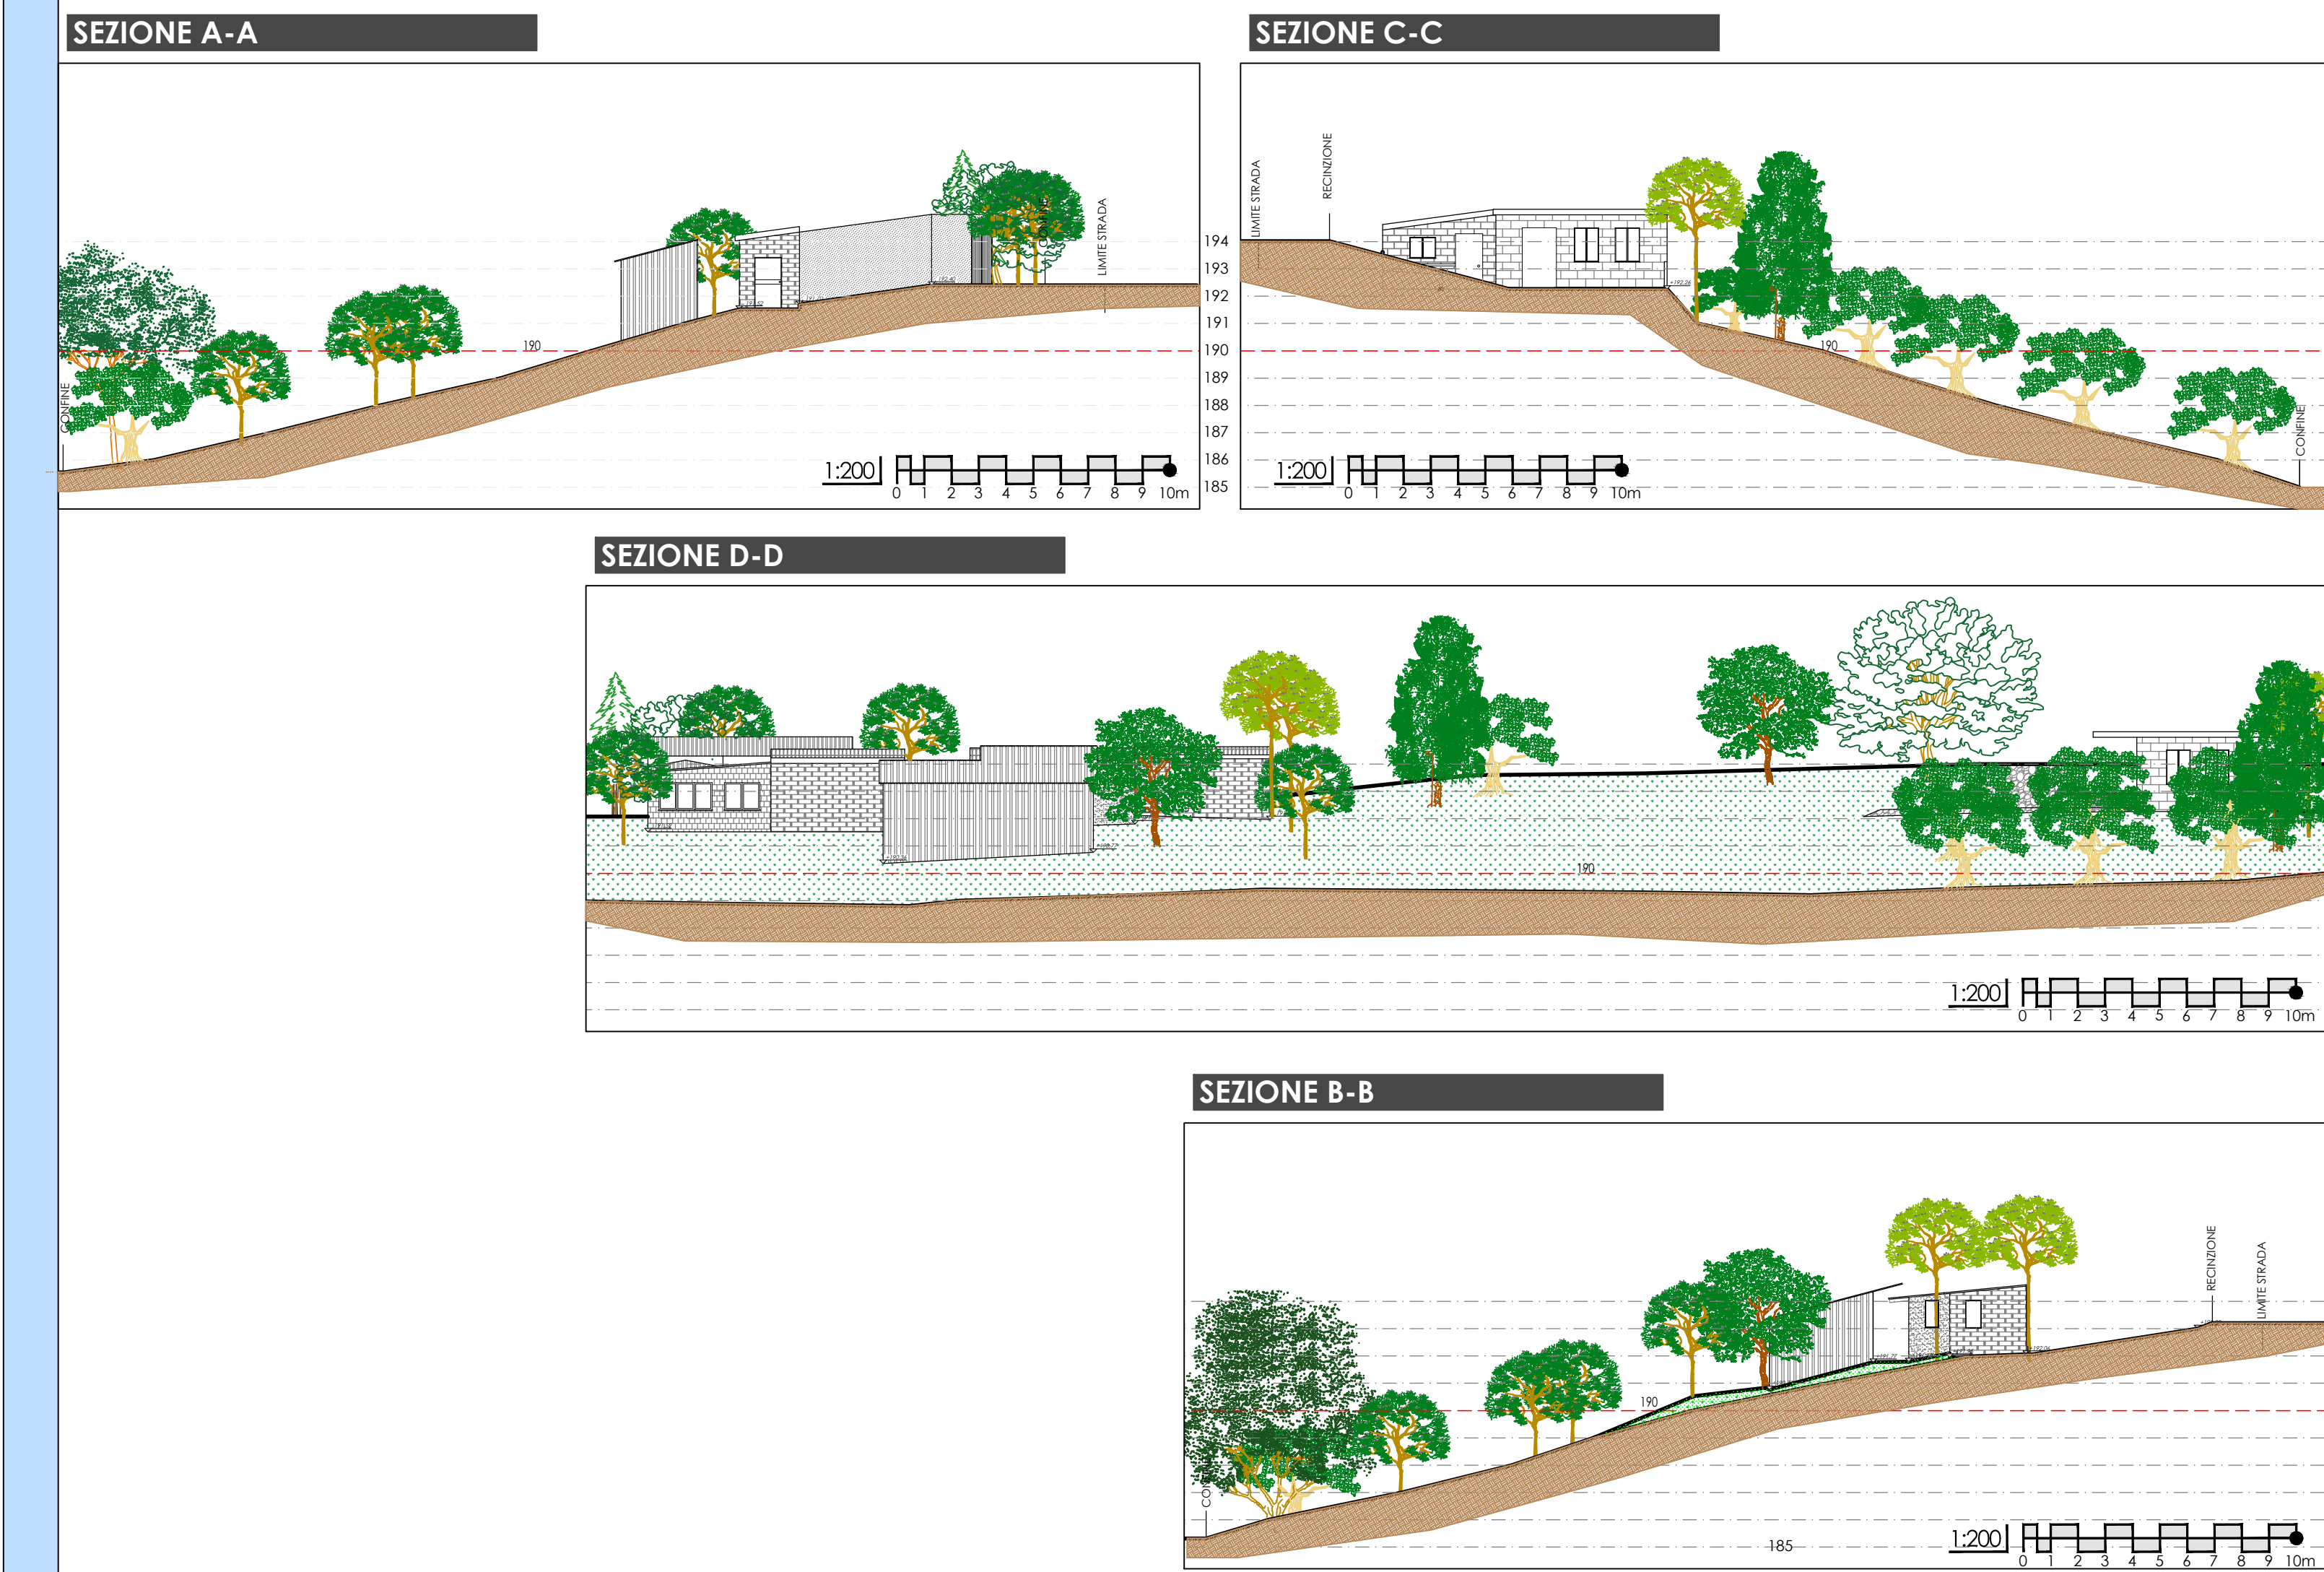 SEZIONE A-A
CONFINE
190
CONFINE
LIMITE STRADA
192.40
1:200
0 1 2 3 4 5 6 7 8 9 10m
194
193
192
191
190
189
188
187
186
185
SEZIONE C-C
LIMITE STRADA
RECINZIONE
+192.26
190
CONFINE
1:200
0 1 2 3 4 5 6 7 8 9 10m
SEZIONE D-D
190
1:200
0 1 2 3 4 5 6 7 8 9 10m
SEZIONE B-B
190
RECINZIONE
LIMITE STRADA
185
1:200
0 1 2 3 4 5 6 7 8 9 10m